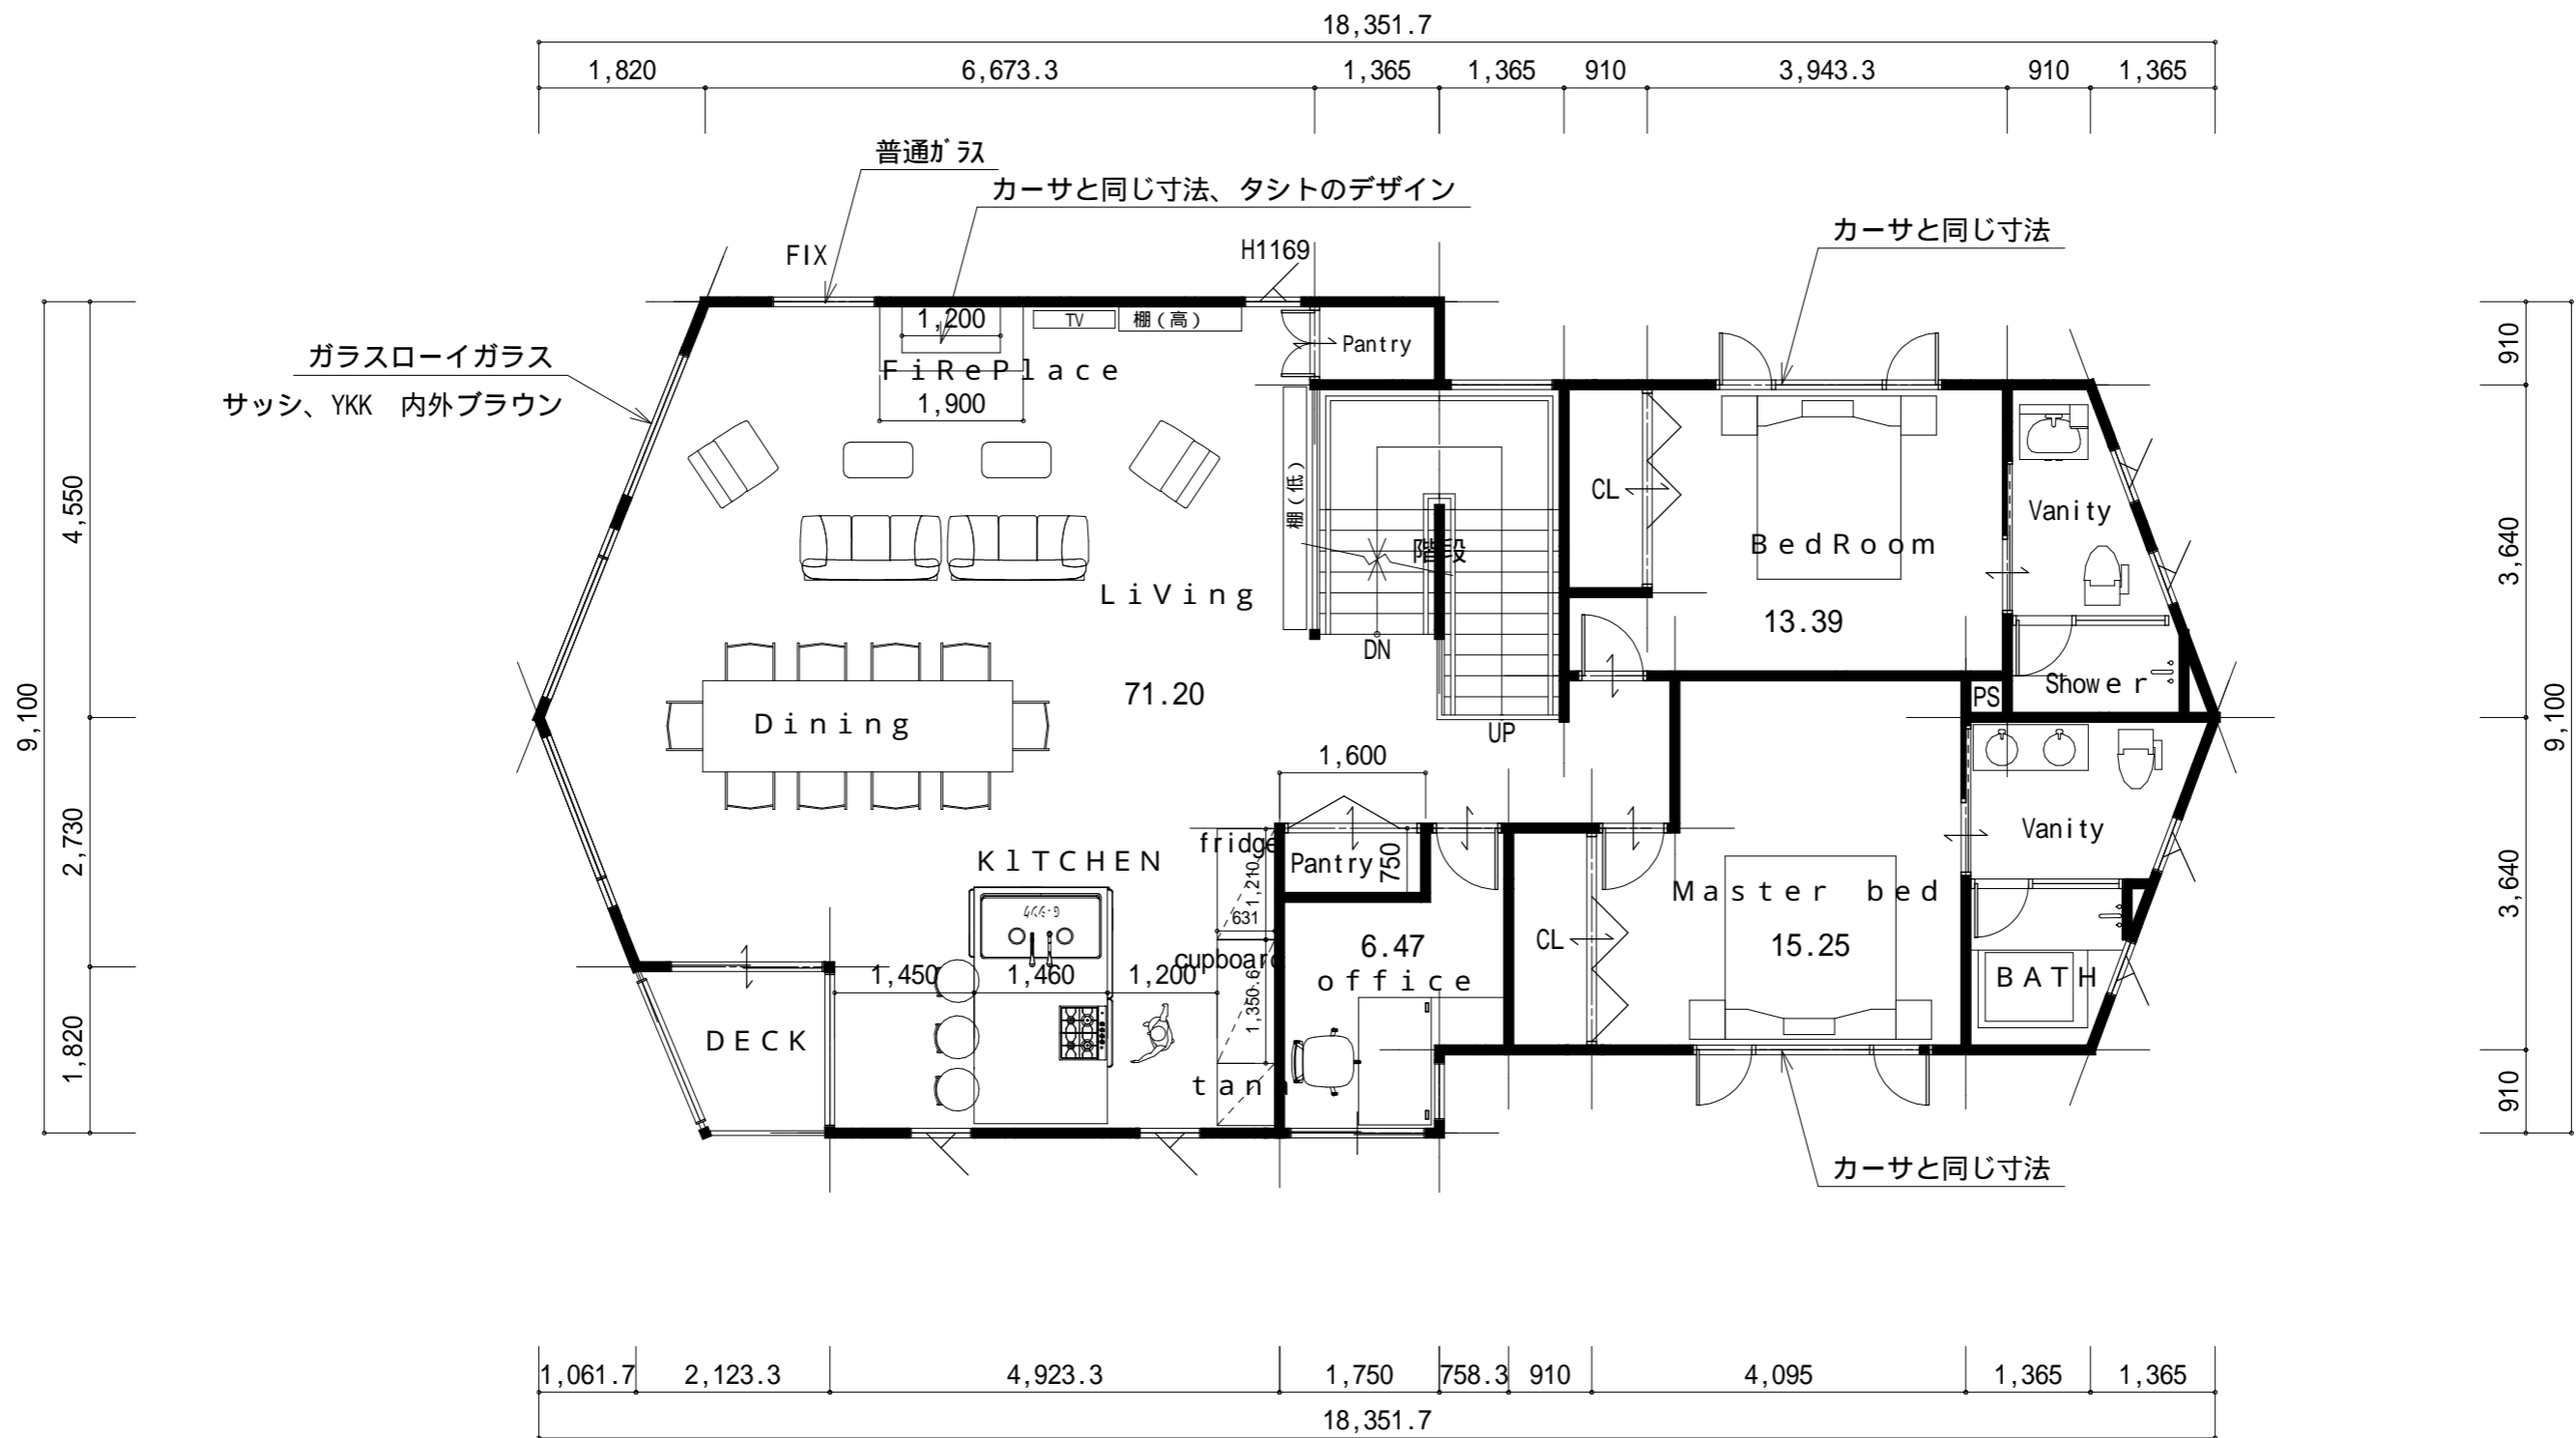 18,351.7
1,820 6,673.3 1,365 1,365 910 3,943.3 910 1,365
普通ガラス
カーサと同じ寸法、タシトのデザイン
カーサと同じ寸法
FIX
H1169
1,200
TV
棚(高)
Pantry
ガラスローイガラス
サッシ、YKK 内外ブラウン
FiRePlace
1,900
棚(低)
CL
Vanity
階段
BedRoom
LiVing
13.39
DN
71.20
Shower
PS
Dining
UP
1,600
fridge
KlTCHEN
Pantry
750
1,210
631
Vanity
Master bed
6.47
CL
15.25
cupboard
1,450 1,460 1,200
office
BATH
1,350.6
DECK
tana
カーサと同じ寸法
9,100
4,550
2,730
1,820
910
3,640
3,640
910
9,100
1,061.7 2,123.3 4,923.3 1,750 758.3 910 4,095 1,365 1,365
18,351.7